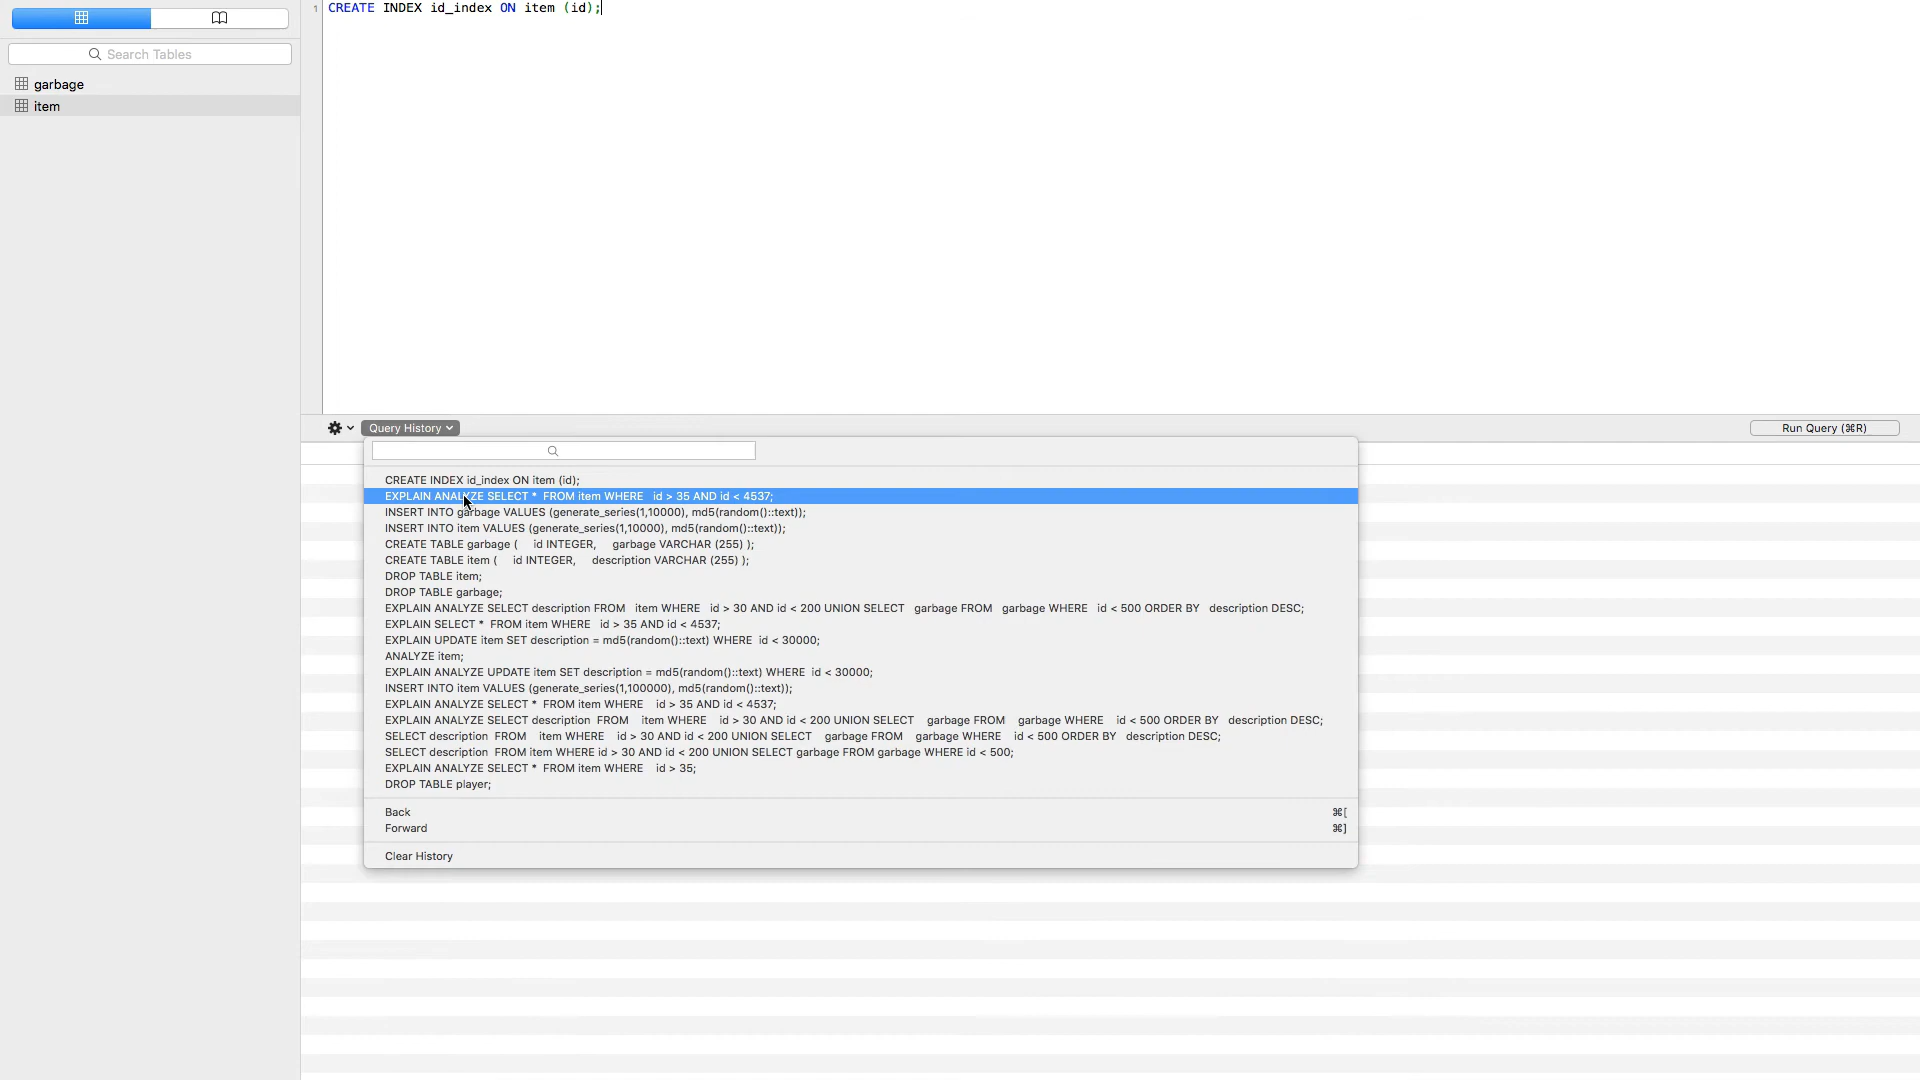 1 CREATE INDEX id_index ON item (id);
Search Tables
garbage
item
Query History
Run Query (⌘R)
CREATE INDEX id_index ON item (id);
EXPLAIN ANALYZE SELECT * FROM item WHERE id > 35 AND id < 4537;
INSERT INTO garbage VALUES (generate_series(1,10000), md5(random()::text));
INSERT INTO item VALUES (generate_series(1,10000), md5(random()::text));
CREATE TABLE garbage ( id INTEGER, garbage VARCHAR (255) );
CREATE TABLE item ( id INTEGER, description VARCHAR (255) );
DROP TABLE item;
DROP TABLE garbage;
EXPLAIN ANALYZE SELECT description FROM item WHERE id > 30 AND id < 200 UNION SELECT garbage FROM garbage WHERE id < 500 ORDER BY description DESC;
EXPLAIN SELECT * FROM item WHERE id > 35 AND id < 4537;
EXPLAIN UPDATE item SET description = md5(random()::text) WHERE id < 30000;
ANALYZE item;
EXPLAIN ANALYZE UPDATE item SET description = md5(random()::text) WHERE id < 30000;
INSERT INTO item VALUES (generate_series(1,100000), md5(random()::text));
EXPLAIN ANALYZE SELECT * FROM item WHERE id > 35 AND id < 4537;
EXPLAIN ANALYZE SELECT description FROM item WHERE id > 30 AND id < 200 UNION SELECT garbage FROM garbage WHERE id < 500 ORDER BY description DESC;
SELECT description FROM item WHERE id > 30 AND id < 200 UNION SELECT garbage FROM garbage WHERE id < 500 ORDER BY description DESC;
SELECT description FROM item WHERE id > 30 AND id < 200 UNION SELECT garbage FROM garbage WHERE id < 500;
EXPLAIN ANALYZE SELECT * FROM item WHERE id > 35;
DROP TABLE player;
Back ⌘[
Forward ⌘]
Clear History